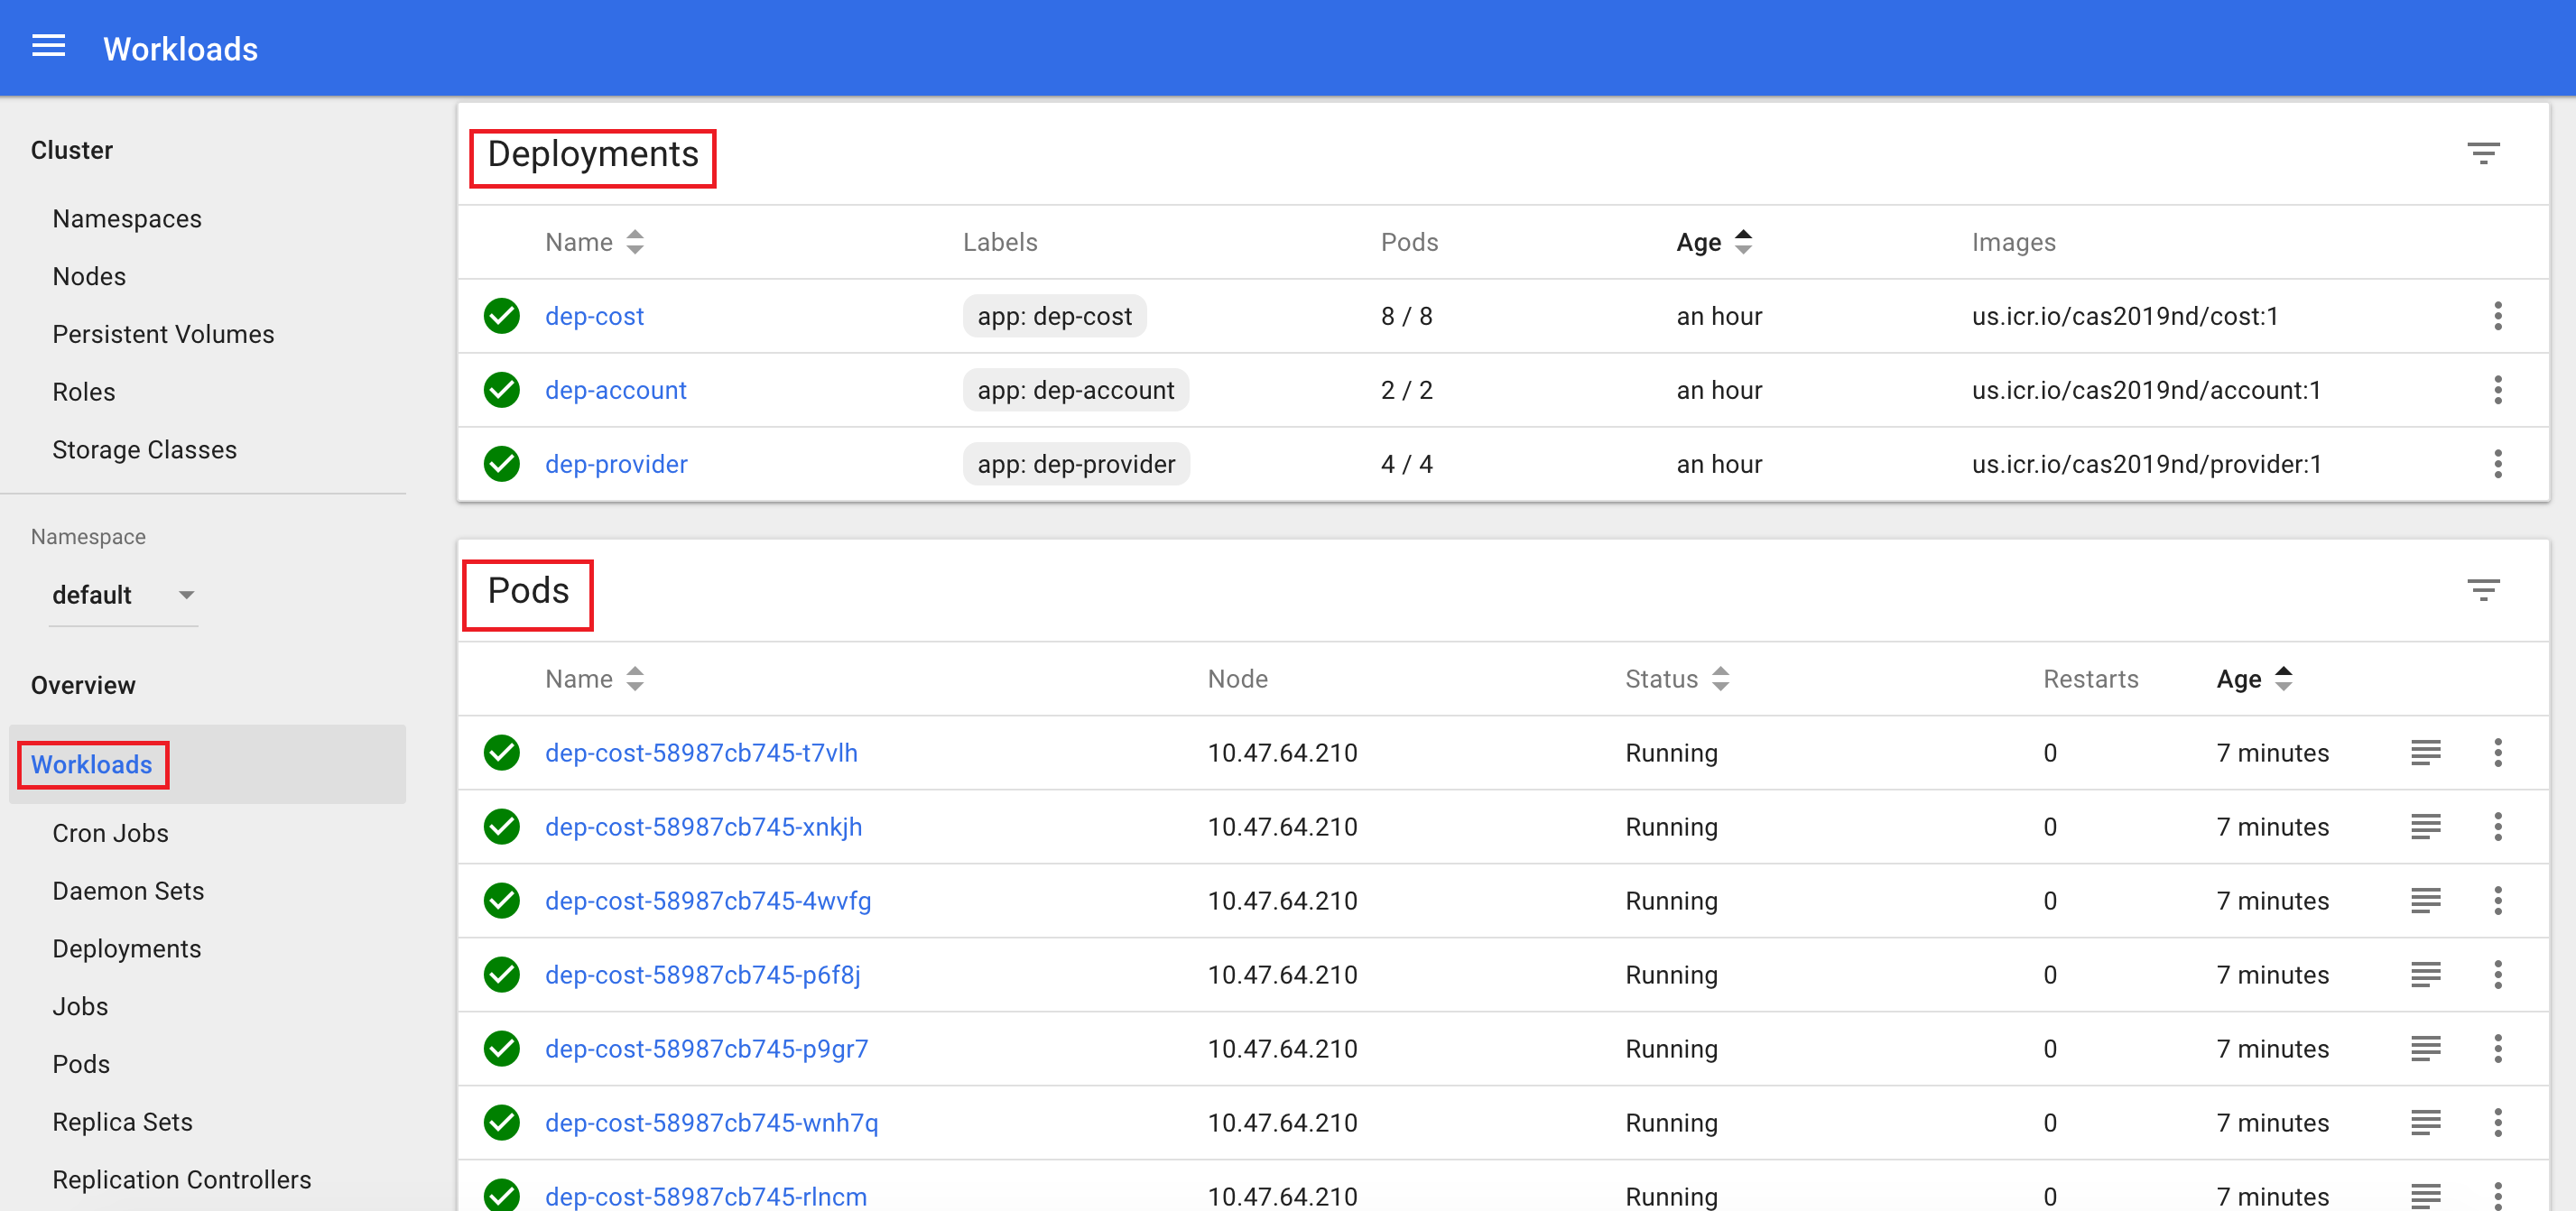 Workloads
Cluster
Namespaces
Nodes
Persistent Volumes
Roles
Storage Classes
Namespace
default
Overview
Workloads
Cron Jobs
Daemon Sets
Deployments
Jobs
Pods
Replica Sets
Replication Controllers
Deployments
Name Labels Pods Age Images
dep-cost app: dep-cost 8 / 8 an hour us.icr.io/cas2019nd/cost:1
dep-account app: dep-account 2 / 2 an hour us.icr.io/cas2019nd/account:1
dep-provider app: dep-provider 4 / 4 an hour us.icr.io/cas2019nd/provider:1
Pods
Name Node Status Restarts Age
dep-cost-58987cb745-t7vlh 10.47.64.210 Running 0 7 minutes
dep-cost-58987cb745-xnkjh 10.47.64.210 Running 0 7 minutes
dep-cost-58987cb745-4wvfg 10.47.64.210 Running 0 7 minutes
dep-cost-58987cb745-p6f8j 10.47.64.210 Running 0 7 minutes
dep-cost-58987cb745-p9gr7 10.47.64.210 Running 0 7 minutes
dep-cost-58987cb745-wnh7q 10.47.64.210 Running 0 7 minutes
dep-cost-58987cb745-rlncm 10.47.64.210 Running 0 7 minutes